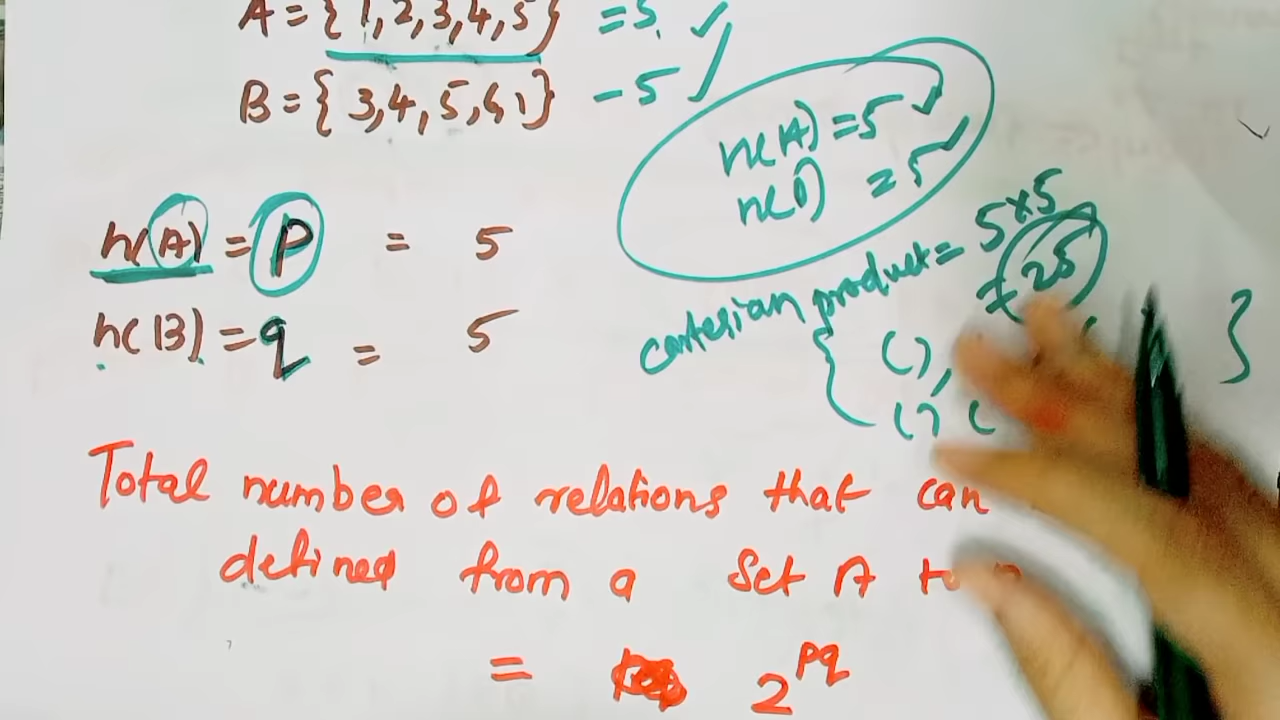 A = {1,2,3,4,5} = 5
B = {3,4,5,6,1} - 5
n(A) = 5
= 5
n(A) = p = 5
n(B) = q = 5
cartesian product = 5×5
= 25
{ (),
() ( }
Total number of relations that can
defined from a Set A to
= 2^pq